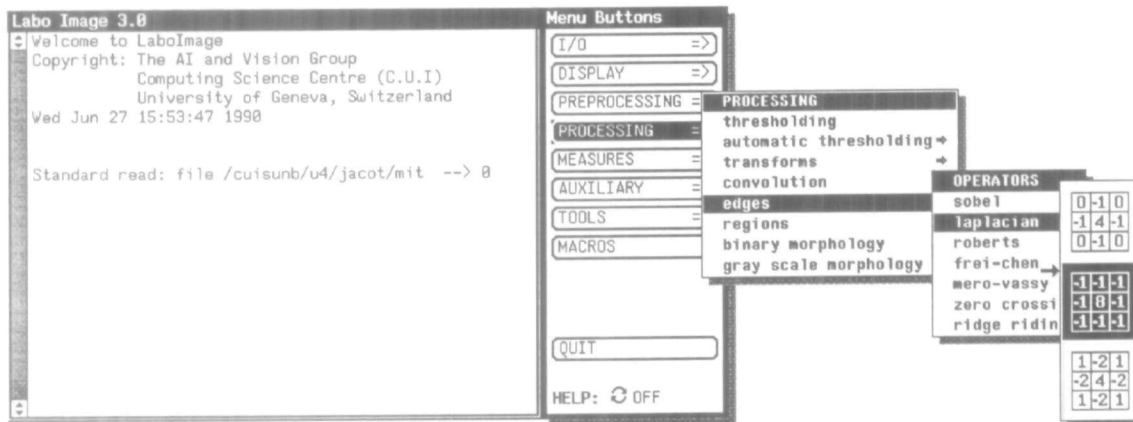 Labo Image 3.0
Welcome to LaboImage
Copyright: The AI and Vision Group
Computing Science Centre (C.U.I)
University of Geneva, Switzerland
Wed Jun 27 15:53:47 1990
Standard read: file /cuisunb/u4/jacot/mit --> 0
Menu Buttons
I/O =>
DISPLAY =>
PREPROCESSING =
PROCESSING =
MEASURES =
AUXILIARY =
TOOLS =
MACROS
QUIT
HELP: OFF
PROCESSING
thresholding
automatic thresholding
transforms
convolution
edges
regions
binary morphology
gray scale morphology
OPERATORS
sobel
laplacian
roberts
frei-chen
mero-vassy
zero crossi
ridge ridin
0 -1 0
-1 4 -1
0 -1 0
-1 -1 -1
-1 8 -1
-1 -1 -1
1 -2 1
-2 4 -2
1 -2 1